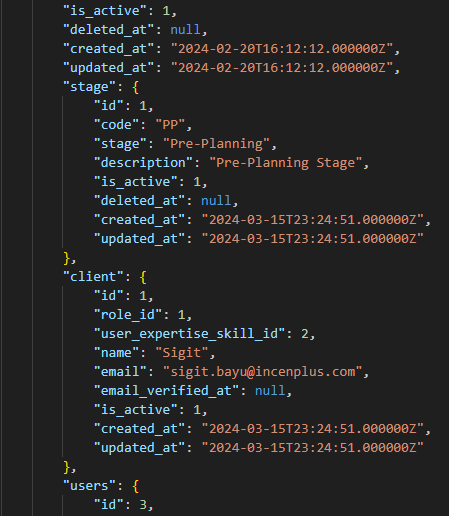 "is_active": 1,
"deleted_at": null,
"created_at": "2024-02-20T16:12:12.000000Z",
"updated_at": "2024-02-20T16:12:12.000000Z",
"stage": {
"id": 1,
"code": "PP",
"stage": "Pre-Planning",
"description": "Pre-Planning Stage",
"is_active": 1,
"deleted_at": null,
"created_at": "2024-03-15T23:24:51.000000Z",
"updated_at": "2024-03-15T23:24:51.000000Z"
},
"client": {
"id": 1,
"role_id": 1,
"user_expertise_skill_id": 2,
"name": "Sigit",
"email": "sigit.bayu@incenplus.com",
"email_verified_at": null,
"is_active": 1,
"created_at": "2024-03-15T23:24:51.000000Z",
"updated_at": "2024-03-15T23:24:51.000000Z"
},
"users": {
"id": 3,